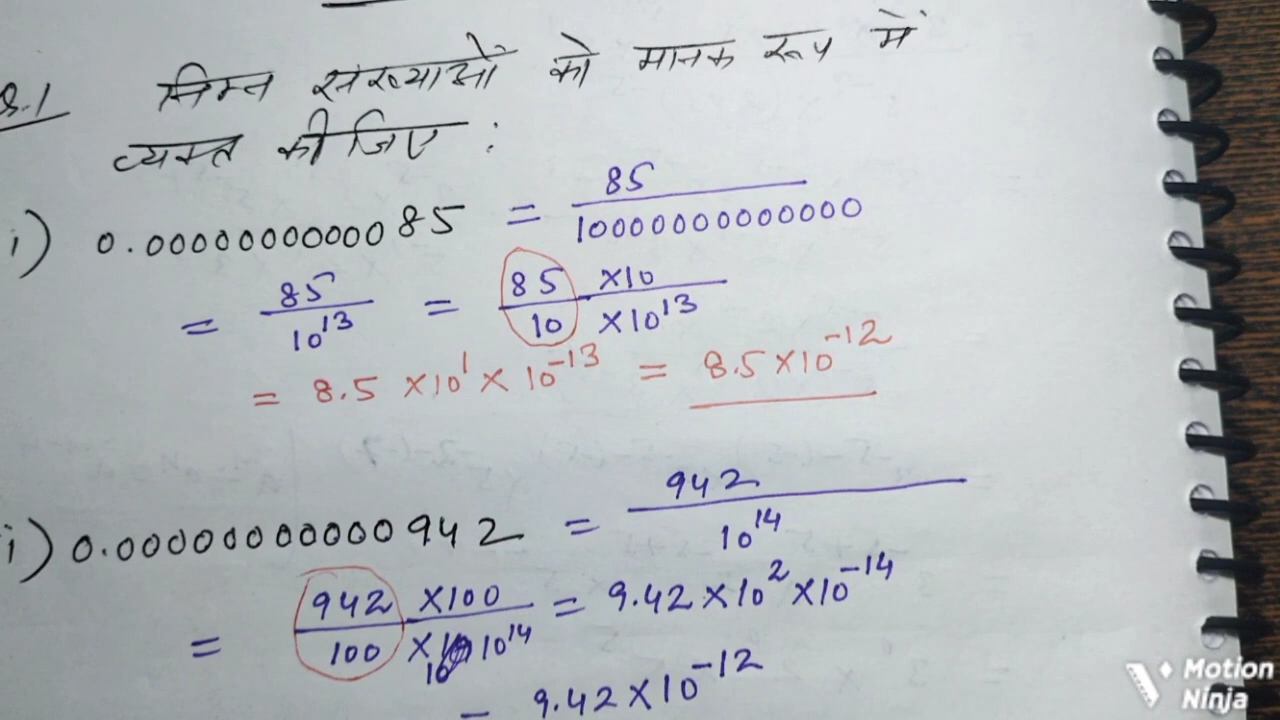 Q.1 निम्न संख्याओं को मानक रूप में
व्यक्त कीजिए :
i) 0.0000000000085 = 85/10000000000000
= 85/10^13 = 85/10 ×10/×10^13
= 8.5 ×10^1 × 10^-13 = 8.5×10^-12
i) 0.00000000000942 = 942/10^14
= 942/100 ×100/×10^14 = 9.42×10^2×10^-14
= 9.42×10^-12
Motion
Ninja